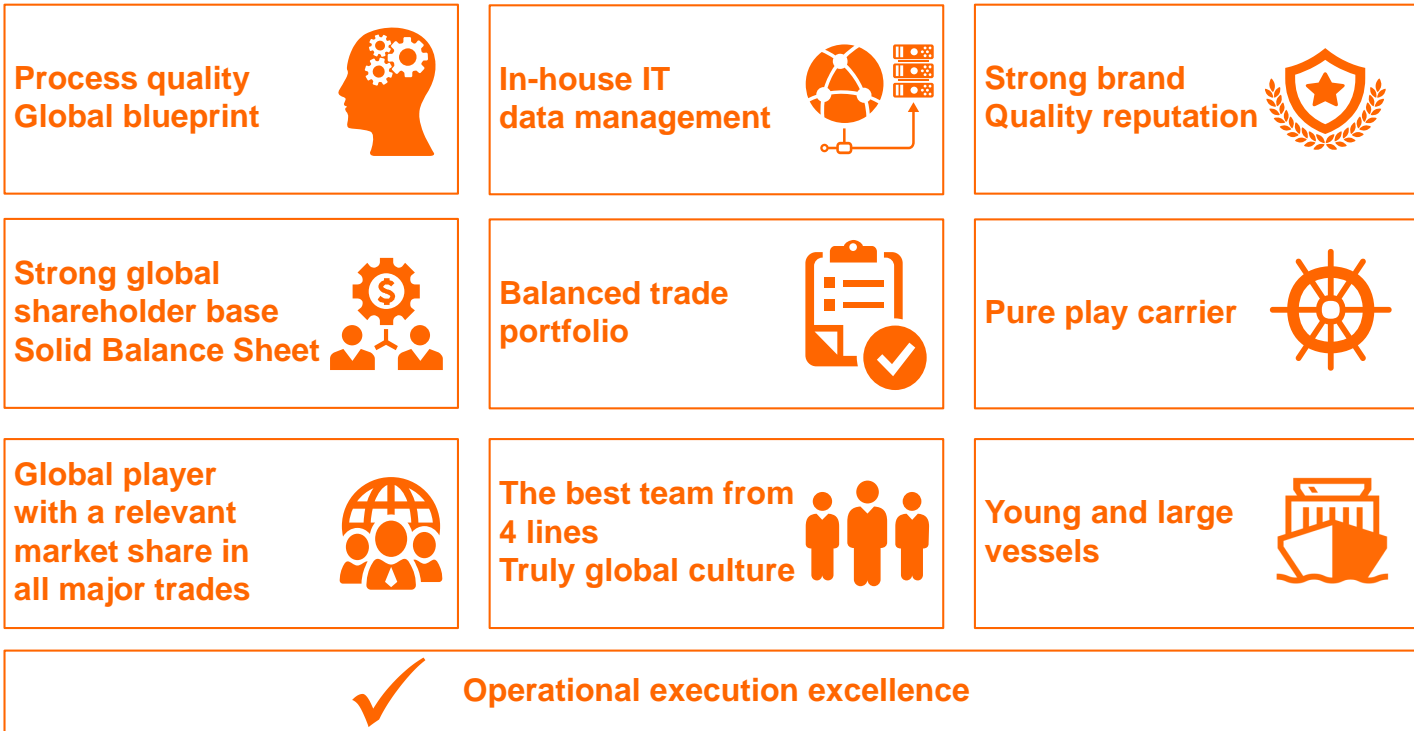 Process quality
Global blueprint
In-house IT
data management
Strong brand
Quality reputation
Strong global
shareholder base
Solid Balance Sheet
$
Balanced trade
portfolio
Pure play carrier
Global player
with a relevant
market share in
all major trades
The best team from
4 lines
Truly global culture
Young and large
vessels
Operational execution excellence